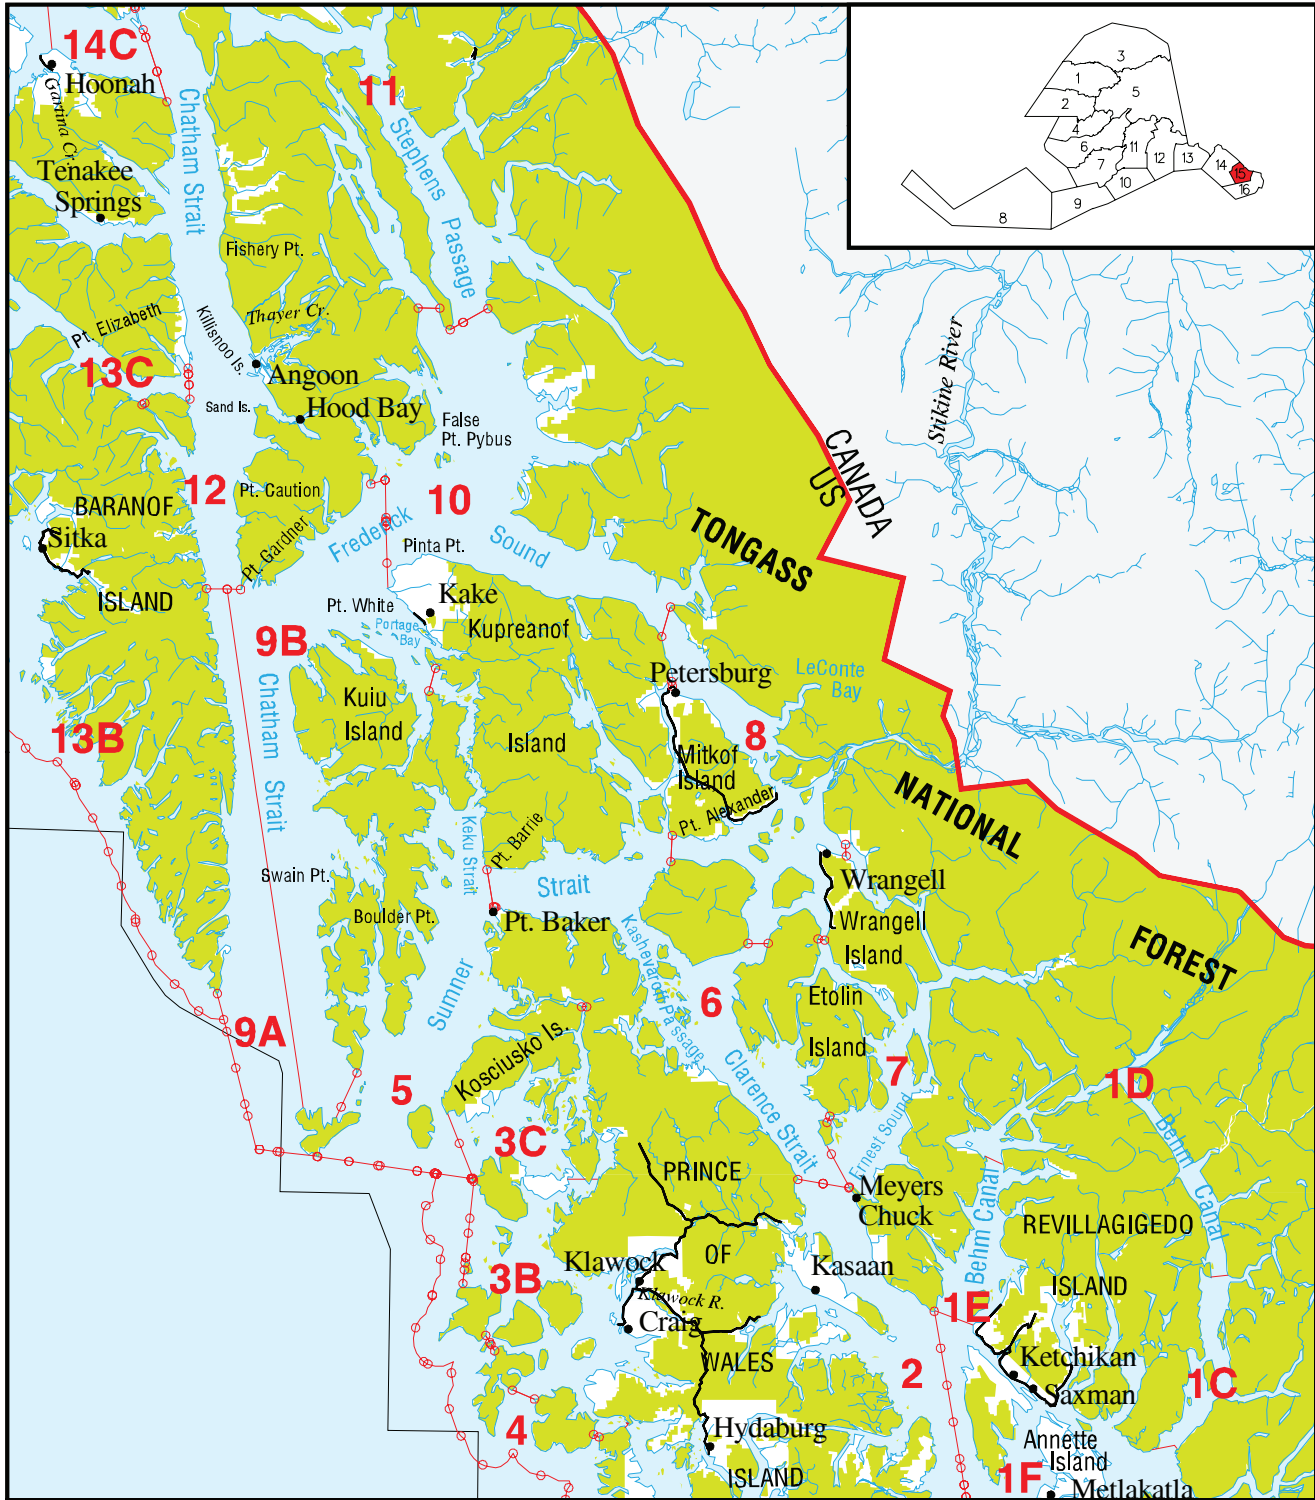 14C
Hoonah
Gartina Cr.
Tenakee
Springs
Chatham Strait
11
Stephens Passage
Fishery Pt.
Pt. Elizabeth
Killisnoo Is.
Thayer Cr.
13C
Angoon
Sand Is.
Hood Bay
False
Pt. Pybus
3
1
5
2
4
6
7
11
12
13
14
15
16
10
9
8
Stikine River
CANADA
US
12
Pt. Caution
10
BARANOF
Sitka
ISLAND
Pt. Gardner
Frederick
Sound
Pinta Pt.
TONGASS
Kake
Pt. White
Portage
Bay
Kupreanof
9B
Petersburg
LeConte
Bay
Kuiu
Island
Chatham Strait
13B
Island
8
Mitkof
Island
Pt. Alexander
NATIONAL
Keku Strait
Pt. Barrie
Swain Pt.
Strait
Wrangell
Boulder Pt.
Pt. Baker
Wrangell
Island
Kashevarof Passage
FOREST
Sumner
Etolin
Island
6
9A
Kosciusko Is.
Clarence Strait
7
1D
5
3C
Ernest Sound
Behm Canal
PRINCE
Meyers
Chuck
Behm Canal
REVILLAGIGEDO
OF
Klawock
Kasaan
ISLAND
3B
Klawock R.
1E
Craig
Ketchikan
WALES
2
Saxman
1C
4
Hydaburg
Annette
Island
ISLAND
1F
Metlakatla